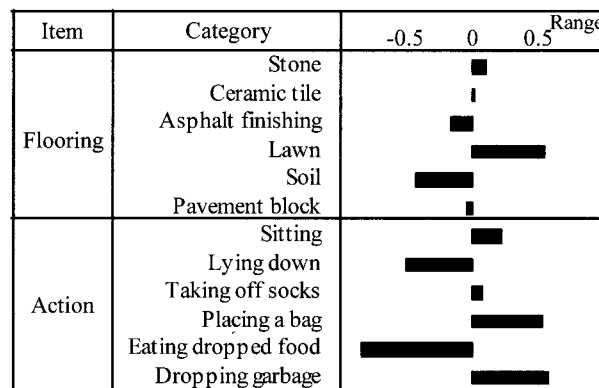 Item Category Range
-0.5 0 0.5
Flooring
Stone
Ceramic tile
Asphalt finishing
Lawn
Soil
Pavement block
Action
Sitting
Lying down
Taking off socks
Placing a bag
Eating dropped food
Dropping garbage